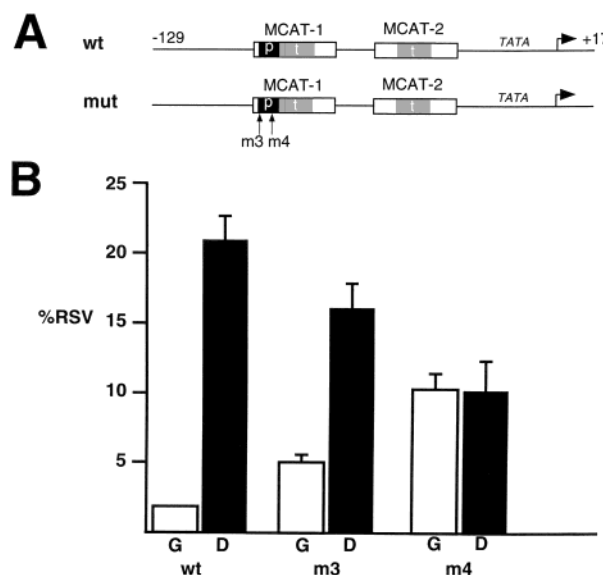 A
wt -129 MCAT-1 MCAT-2 TATA +17
p t t
mut MCAT-1 MCAT-2 TATA
p t t
m3 m4
B
25
20
%RSV
15
10
5
G D G D G D
wt m3 m4